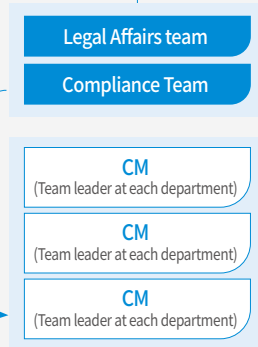 Legal Affairs team
Compliance Team
CM
(Team leader at each department)
CM
(Team leader at each department)
CM
(Team leader at each department)